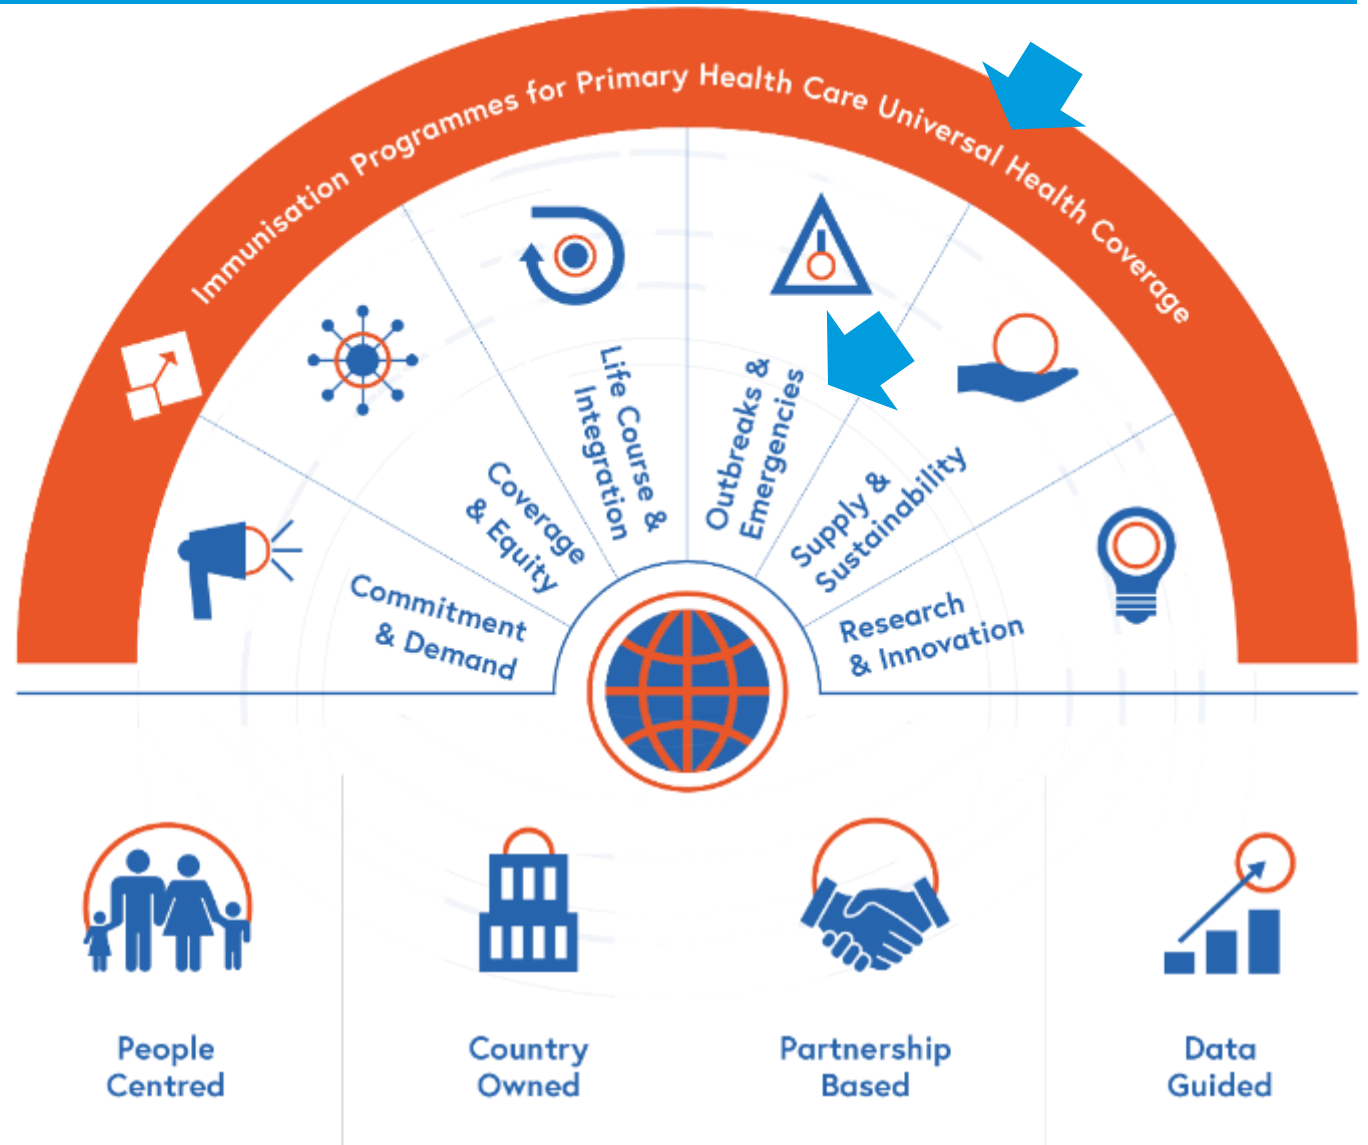 Immunisation Programmes for Primary Health Care Universal Health Coverage
Commitment
& Demand
Coverage
& Equity
Life Course &
Integration
Outbreaks &
Emergencies
Supply &
Sustainability
Research
& Innovation
People
Centred
Country
Owned
Partnership
Based
Data
Guided